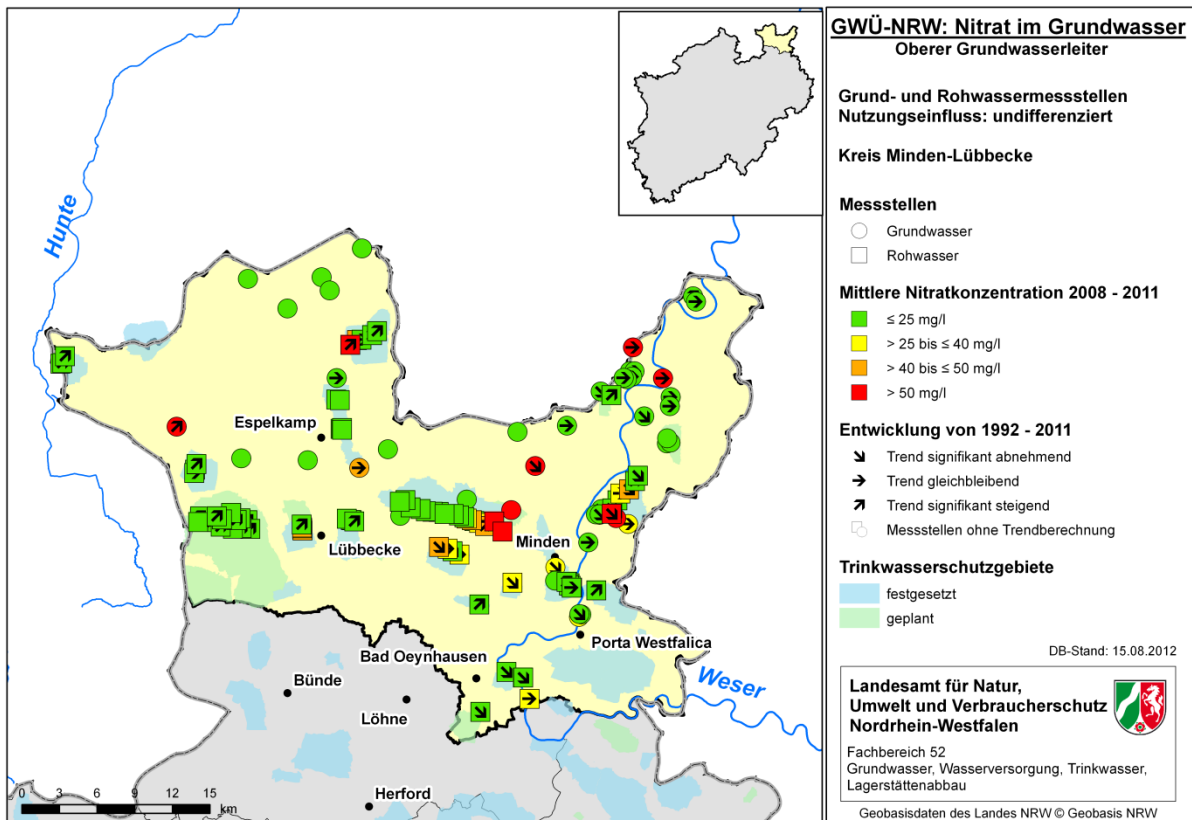 GWÜ-NRW: Nitrat im Grundwasser
Oberer Grundwasserleiter
Grund- und Rohwassermessstellen
Nutzungseinfluss: undifferenziert
Kreis Minden-Lübbecke
Messstellen
Grundwasser
Rohwasser
Mittlere Nitratkonzentration 2008 - 2011
≤ 25 mg/l
> 25 bis ≤ 40 mg/l
> 40 bis ≤ 50 mg/l
> 50 mg/l
Entwicklung von 1992 - 2011
Trend signifikant abnehmend
Trend gleichbleibend
Trend signifikant steigend
Messstellen ohne Trendberechnung
Trinkwasserschutzgebiete
festgesetzt
geplant
DB-Stand: 15.08.2012
Landesamt für Natur,
Umwelt und Verbraucherschutz
Nordrhein-Westfalen
Fachbereich 52
Grundwasser, Wasserversorgung, Trinkwasser,
Lagerstättenabbau
Geobasisdaten des Landes NRW © Geobasis NRW
Hunte
Espelkamp
Lübbecke
Minden
Porta Westfalica
Bad Oeynhausen
Weser
Bünde
Löhne
Herford
0 3 6 9 12 15
km